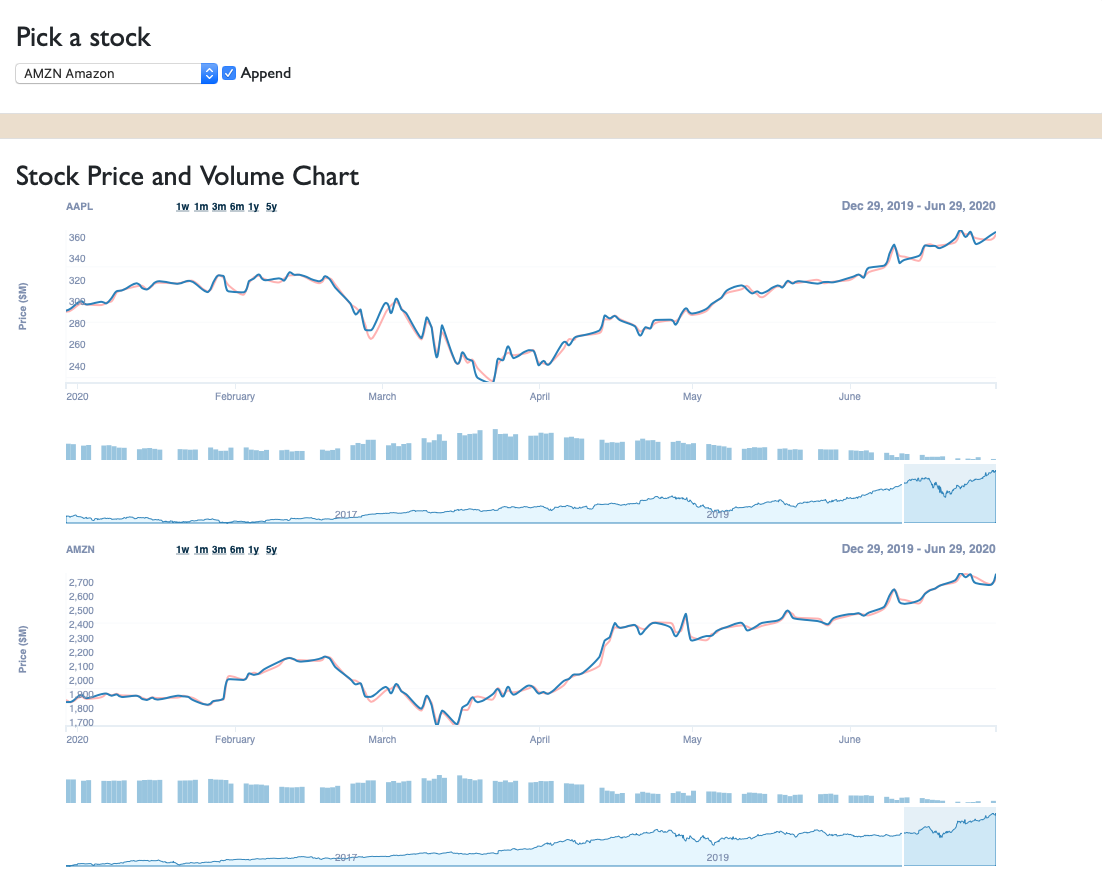 Pick a stock
AMZN Amazon Append
Stock Price and Volume Chart
AAPL 1w 1m 3m 6m 1y 5y Dec 29, 2019 - Jun 29, 2020
Price ($M)
360
340
320
300
280
260
240
2020 February March April May June
2017 2019
AMZN 1w 1m 3m 6m 1y 5y Dec 29, 2019 - Jun 29, 2020
Price ($M)
2,700
2,600
2,500
2,400
2,300
2,200
2,100
2,000
1,900
1,800
1,700
2020 February March April May June
2017 2019